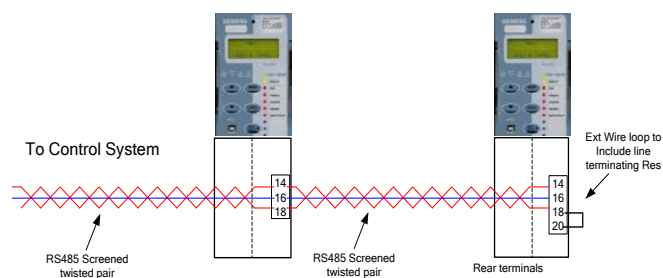 SIEMENS
SIEMENS
To Control System
Ext Wire loop to
Include line
terminating Res
14
16
18
14
16
18
20
RS485 Screened
twisted pair
RS485 Screened
twisted pair
Rear terminals